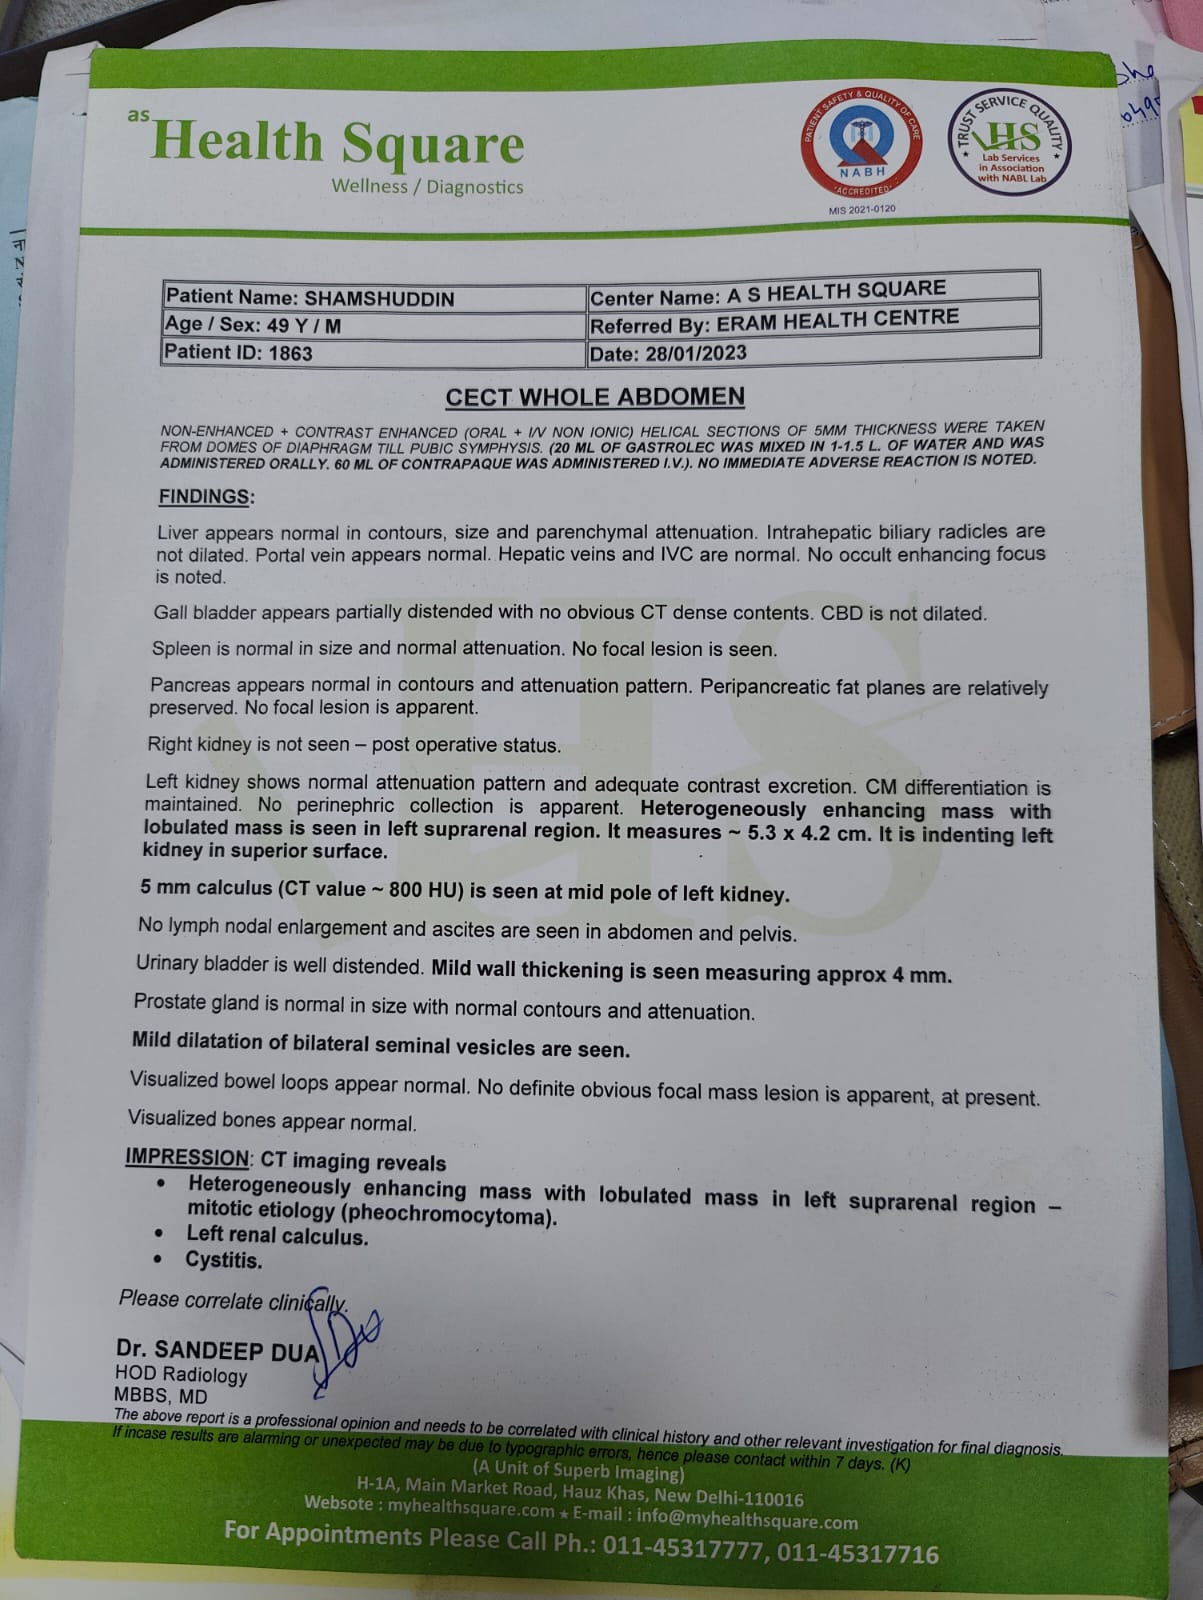 as
Health Square
Wellness / Diagnostics
PATIENT SAFETY & QUALITY OF CARE
NABH
ACCREDITED
MIS 2021-0120
TRUST SERVICE QUALITY
HS
Lab Services
in Association
with NABL Lab
Patient Name: SHAMSHUDDIN
Center Name: A S HEALTH SQUARE
Age / Sex: 49 Y / M
Referred By: ERAM HEALTH CENTRE
Patient ID: 1863
Date: 28/01/2023
CECT WHOLE ABDOMEN
NON-ENHANCED + CONTRAST ENHANCED (ORAL + I/V NON IONIC) HELICAL SECTIONS OF 5MM THICKNESS WERE TAKEN
FROM DOMES OF DIAPHRAGM TILL PUBIC SYMPHYSIS. (20 ML OF GASTROLEC WAS MIXED IN 1-1.5 L. OF WATER AND WAS
ADMINISTERED ORALLY. 60 ML OF CONTRAPAQUE WAS ADMINISTERED I.V.). NO IMMEDIATE ADVERSE REACTION IS NOTED.
FINDINGS:
Liver appears normal in contours, size and parenchymal attenuation. Intrahepatic biliary radicles are
not dilated. Portal vein appears normal. Hepatic veins and IVC are normal. No occult enhancing focus
is noted.
Gall bladder appears partially distended with no obvious CT dense contents. CBD is not dilated.
Spleen is normal in size and normal attenuation. No focal lesion is seen.
Pancreas appears normal in contours and attenuation pattern. Peripancreatic fat planes are relatively
preserved. No focal lesion is apparent.
Right kidney is not seen – post operative status.
Left kidney shows normal attenuation pattern and adequate contrast excretion. CM differentiation is
maintained. No perinephric collection is apparent. Heterogeneously enhancing mass with
lobulated mass is seen in left suprarenal region. It measures ~ 5.3 x 4.2 cm. It is indenting left
kidney in superior surface.
5 mm calculus (CT value ~ 800 HU) is seen at mid pole of left kidney.
No lymph nodal enlargement and ascites are seen in abdomen and pelvis.
Urinary bladder is well distended. Mild wall thickening is seen measuring approx 4 mm.
Prostate gland is normal in size with normal contours and attenuation.
Mild dilatation of bilateral seminal vesicles are seen.
Visualized bowel loops appear normal. No definite obvious focal mass lesion is apparent, at present.
Visualized bones appear normal.
IMPRESSION: CT imaging reveals
• Heterogeneously enhancing mass with lobulated mass in left suprarenal region –
mitotic etiology (pheochromocytoma).
• Left renal calculus.
• Cystitis.
Please correlate clinically.
Dr. SANDEEP DUA
HOD Radiology
MBBS, MD
The above report is a professional opinion and needs to be correlated with clinical history and other relevant investigation for final diagnosis.
If incase results are alarming or unexpected may be due to typographic errors, hence please contact within 7 days. (K)
(A Unit of Superb Imaging)
H-1A, Main Market Road, Hauz Khas, New Delhi-110016
Websote : myhealthsquare.com ★ E-mail : info@myhealthsquare.com
For Appointments Please Call Ph.: 011-45317777, 011-45317716